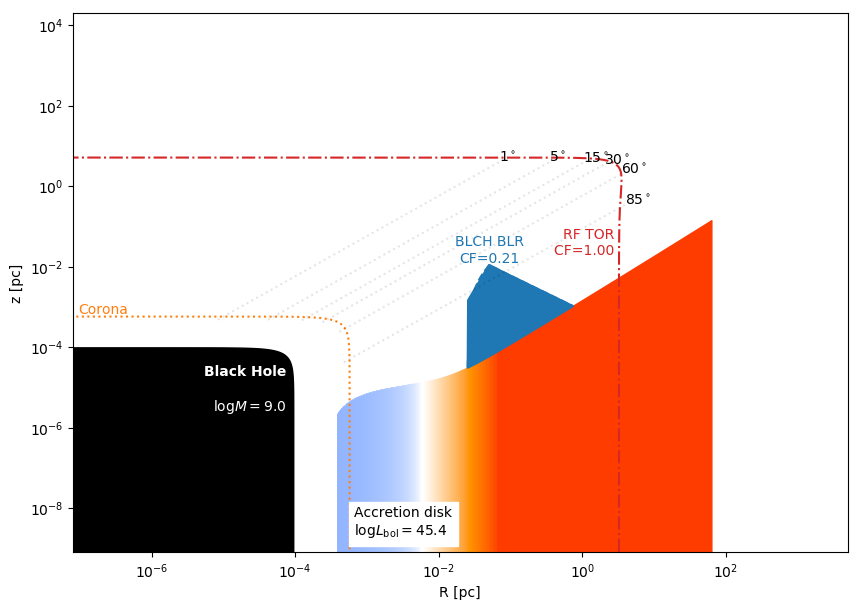 10⁴
10²
10⁰
10⁻²
10⁻⁴
10⁻⁶
10⁻⁸
z [pc]
1°
5°
15°
30°
60°
85°
BLCH BLR
CF=0.21
RF TOR
CF=1.00
Corona
Black Hole
logM = 9.0
Accretion disk
logL_bol = 45.4
10⁻⁶
10⁻⁴
10⁻²
10⁰
10²
R [pc]